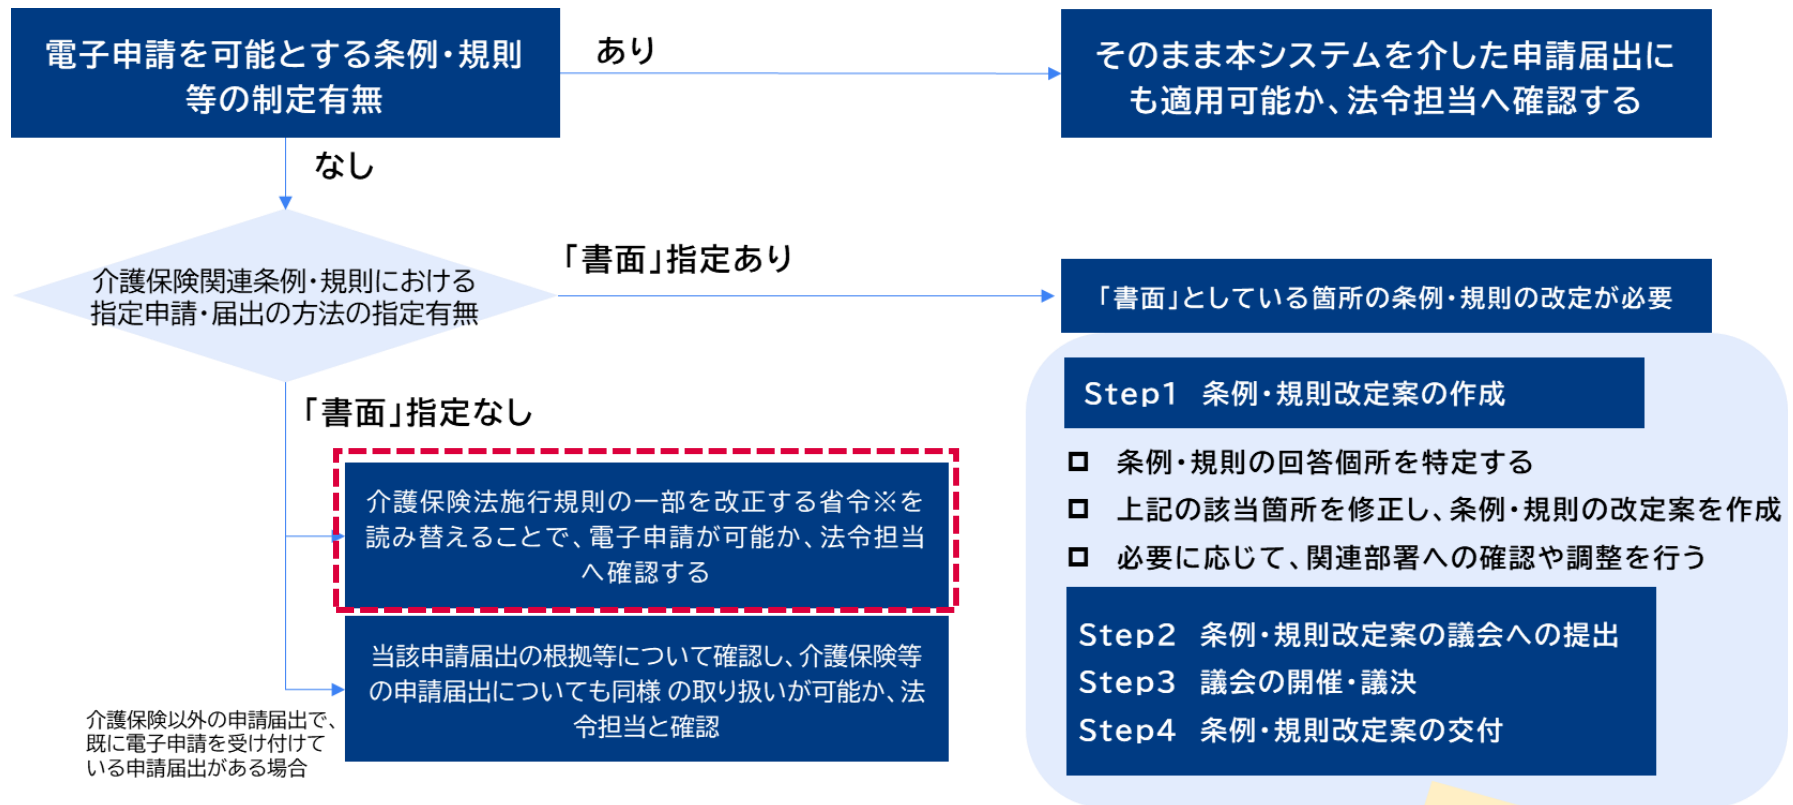 電子申請を可能とする条例・規則
等の制定有無
あり
そのまま本システムを介した申請届出に
も適用可能か、法令担当へ確認する
なし
介護保険関連条例・規則における
指定申請・届出の方法の指定有無
「書面」指定あり
「書面」としている箇所の条例・規則の改定が必要
「書面」指定なし
介護保険法施行規則の一部を改正する省令※を
読み替えることで、電子申請が可能か、法令担当
へ確認する
当該申請届出の根拠等について確認し、介護保険等
の申請届出についても同様 の取り扱いが可能か、法
令担当と確認
介護保険以外の申請届出で、
既に電子申請を受け付けて
いる申請届出がある場合
Step1 条例・規則改定案の作成
条例・規則の回答個所を特定する
上記の該当箇所を修正し、条例・規則の改定案を作成
必要に応じて、関連部署への確認や調整を行う
Step2 条例・規則改定案の議会への提出
Step3 議会の開催・議決
Step4 条例・規則改定案の交付